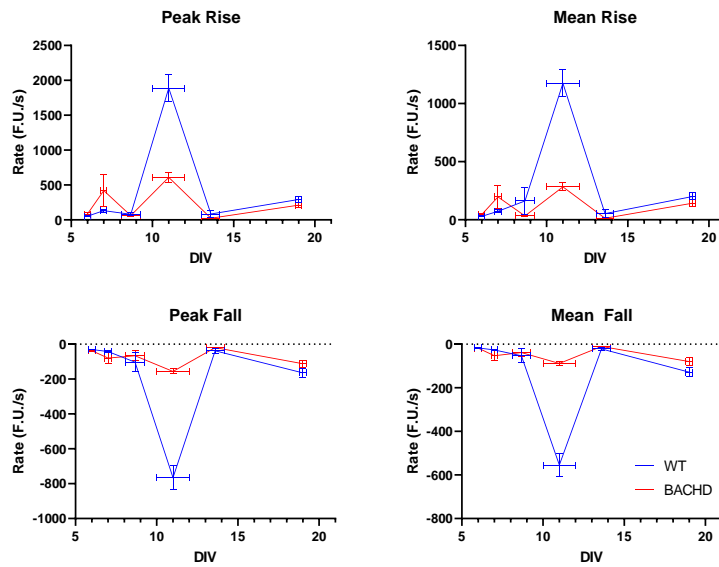 Peak Rise
Rate (F.U./s)
2500
2000
1500
1000
500
0
5 10 15 20
DIV
Mean Rise
Rate (F.U./s)
1500
1000
500
0
5 10 15 20
DIV
Peak Fall
Rate (F.U./s)
0
-200
-400
-600
-800
-1000
5 10 15 20
DIV
Mean Fall
Rate (F.U./s)
0
-200
-400
-600
-800
5 10 15 20
DIV
WT
BACHD